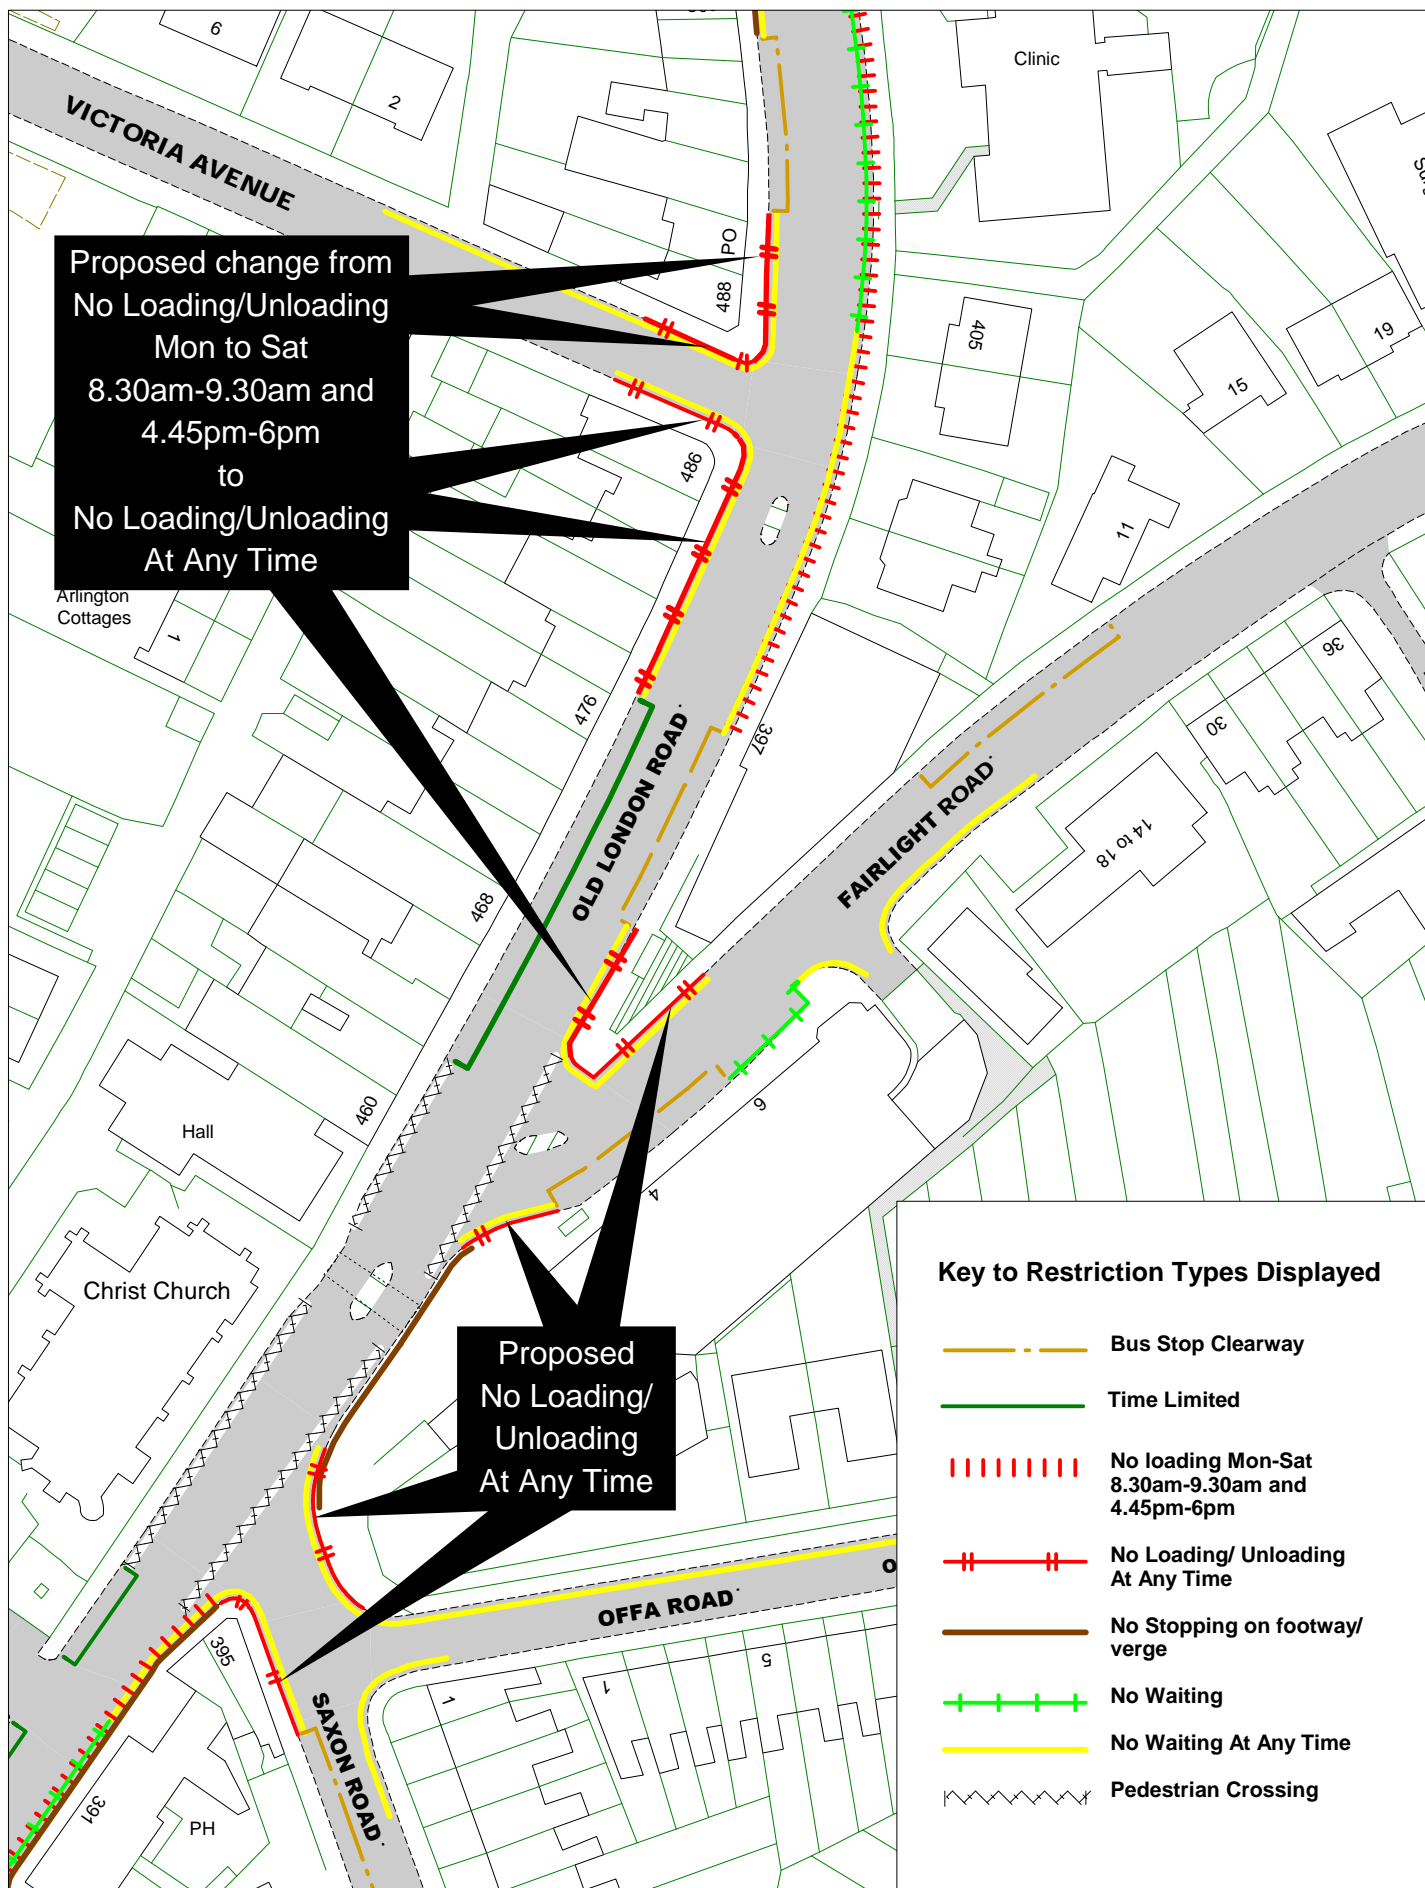 6
2
Clinic
VICTORIA AVENUE
PO
488
Proposed change from
No Loading/Unloading
Mon to Sat
8.30am-9.30am and
4.45pm-6pm
to
No Loading/Unloading
At Any Time
405
19
15
11
486
Arlington
Cottages
1
476
397
36
30
14 to 18
OLD LONDON ROAD
FAIRLIGHT ROAD
468
460
Hall
6
4
Christ Church
Proposed
No Loading/
Unloading
At Any Time
OFFA ROAD
O
395
SAXON ROAD
1
1
5
391
PH
Key to Restriction Types Displayed
Bus Stop Clearway
Time Limited
No loading Mon-Sat
8.30am-9.30am and
4.45pm-6pm
No Loading/ Unloading
At Any Time
No Stopping on footway/
verge
No Waiting
No Waiting At Any Time
Pedestrian Crossing